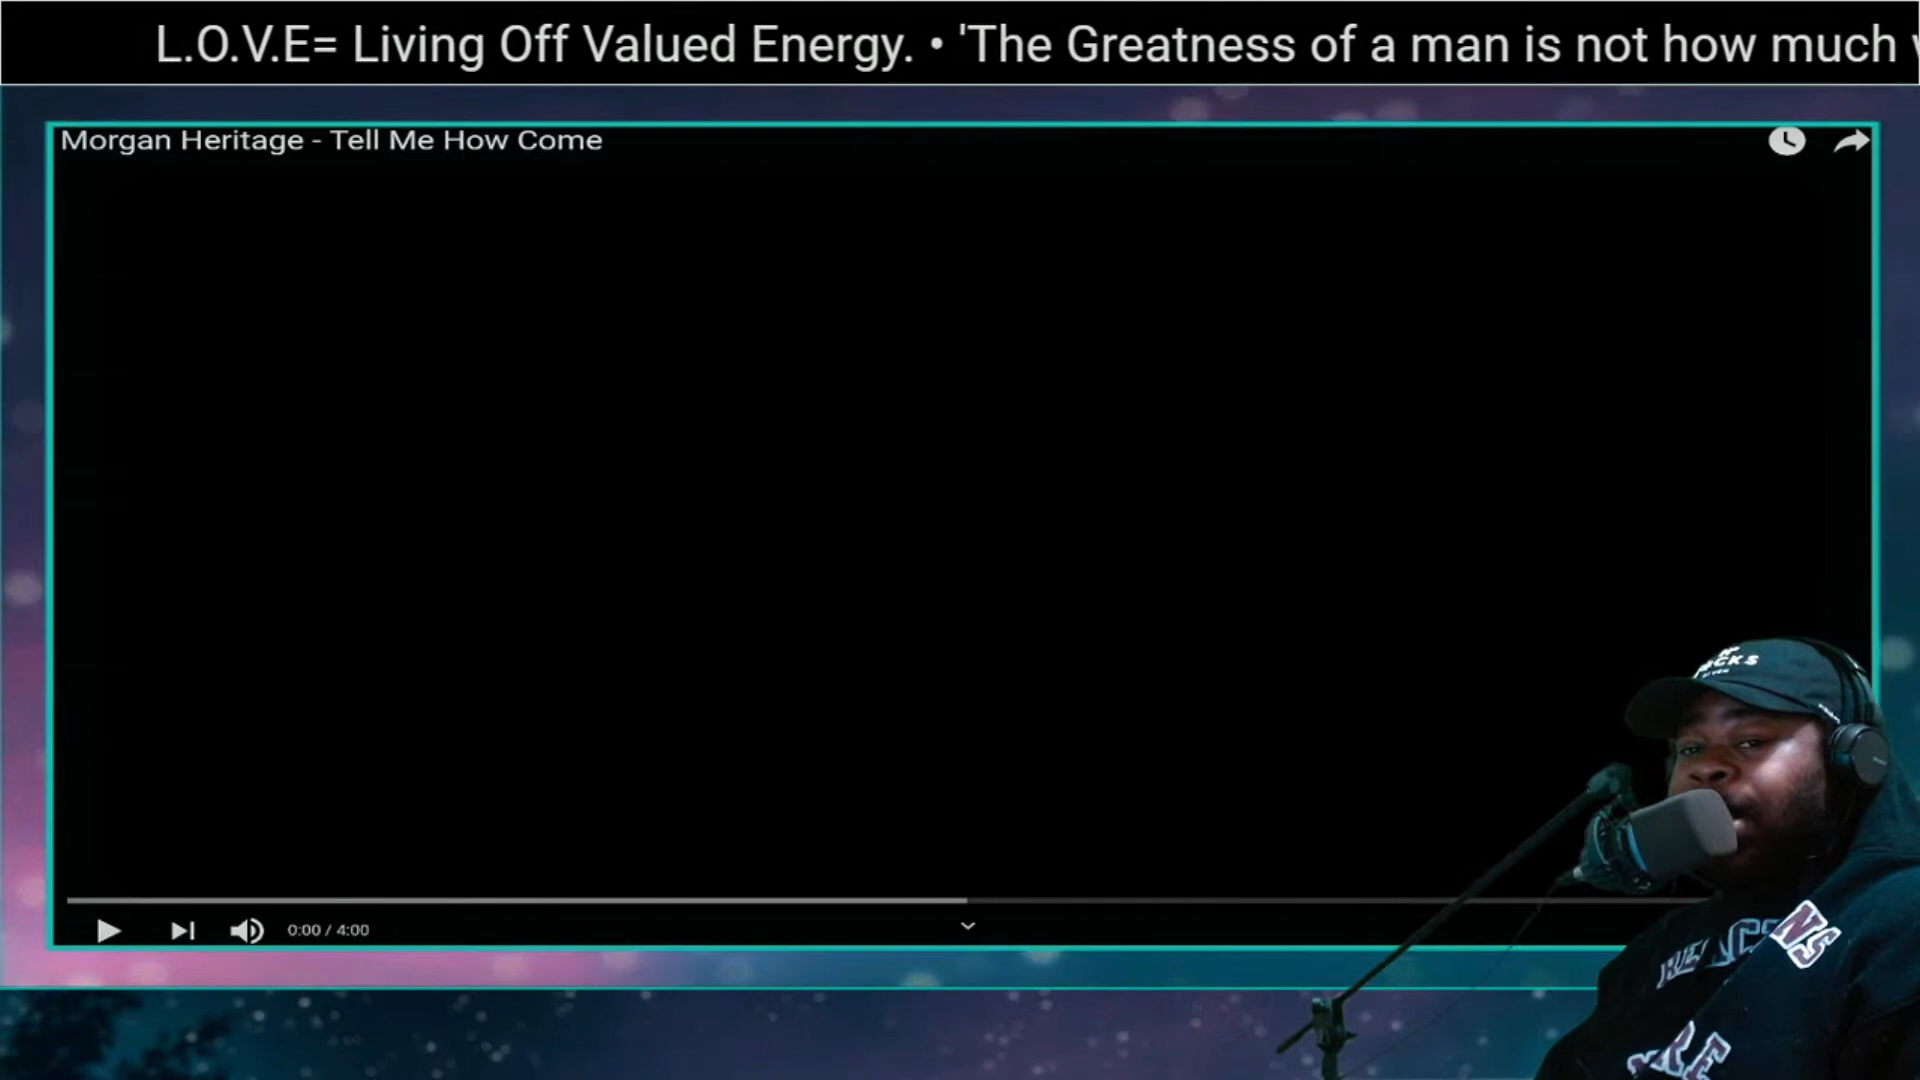 L.O.V.E= Living Off Valued Energy. • 'The Greatness of a man is not how much
Morgan Heritage - Tell Me How Come
0:00 / 4:00
NS